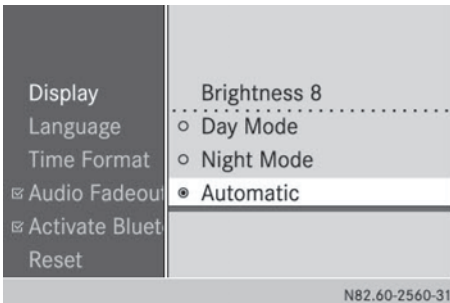 Display
Language
Time Format
Audio Fadeout
Activate Bluet
Reset
Brightness 8
Day Mode
Night Mode
Automatic
N82.60-2560-31